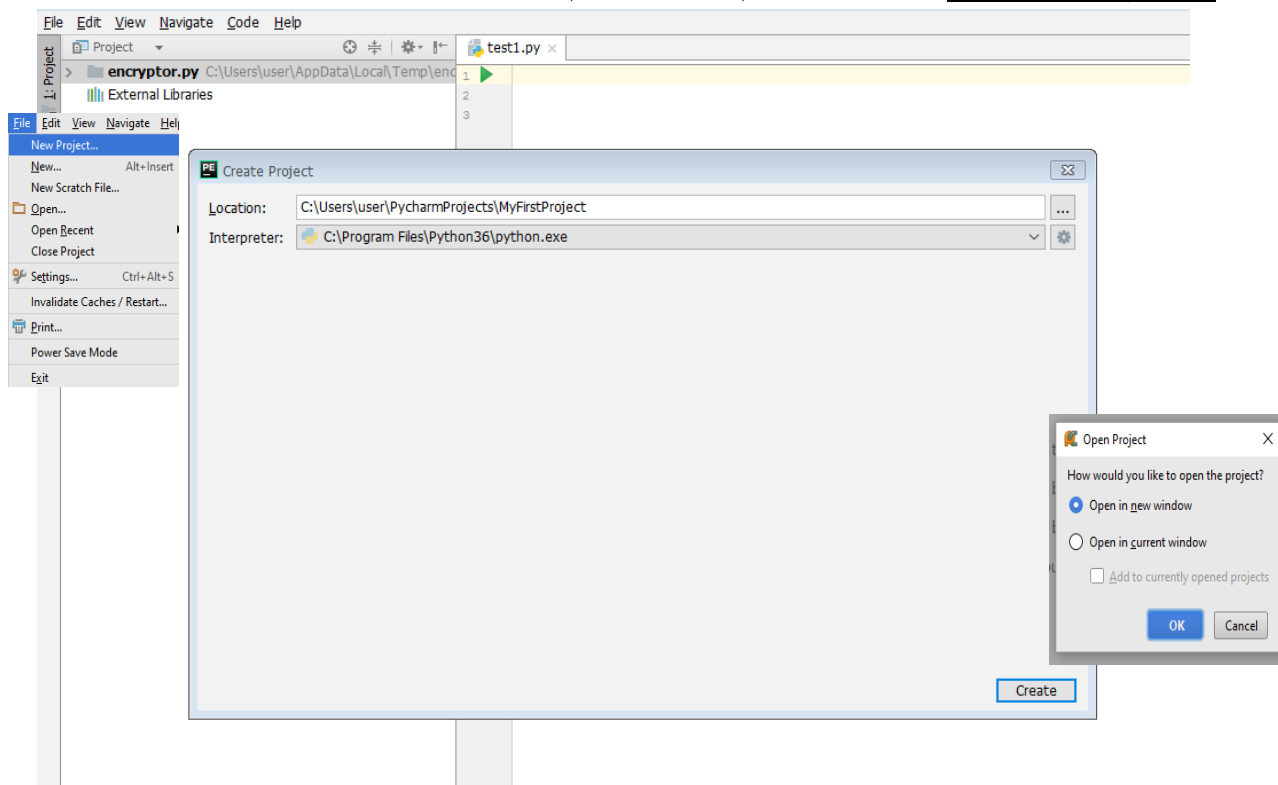 File Edit View Navigate Code Help
Project
test1.py
1: Project
encryptor.py C:\Users\user\AppData\Local\Temp\enc
External Libraries
1
2
3
File Edit View Navigate Hel
New Project...
New... Alt+Insert
New Scratch File...
Open...
Open Recent
Close Project
Settings... Ctrl+Alt+S
Invalidate Caches / Restart...
Print...
Power Save Mode
Exit
Create Project
Location: C:\Users\user\PycharmProjects\MyFirstProject ...
Interpreter: C:\Program Files\Python36\python.exe
Create
Open Project
How would you like to open the project?
Open in new window
Open in current window
Add to currently opened projects
OK Cancel